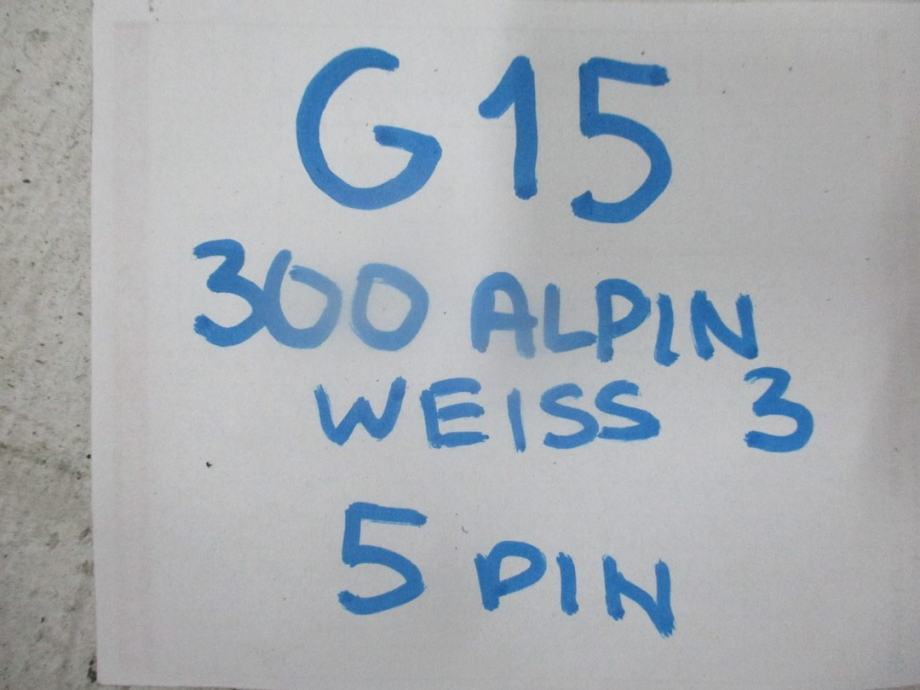 G15
300 ALPIN
WEISS 3
5 PIN